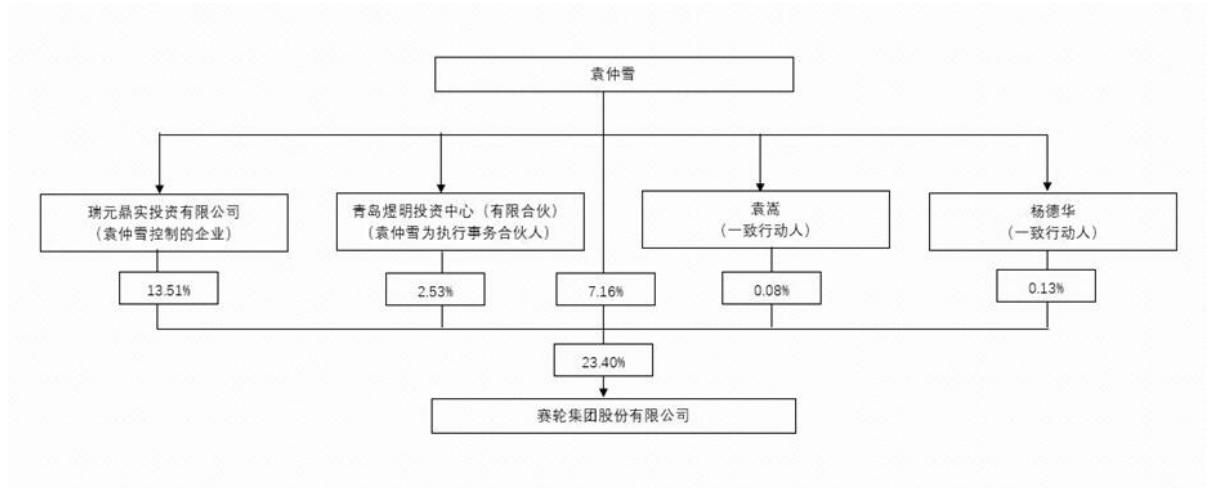 袁仲雪
瑞元鼎实投资有限公司
（袁仲雪控制的企业）
青岛煜明投资中心（有限合伙）
（袁仲雪为执行事务合伙人）
袁嵩
（一致行动人）
杨德华
（一致行动人）
13.51%
2.53%
7.16%
0.08%
0.13%
23.40%
赛轮集团股份有限公司